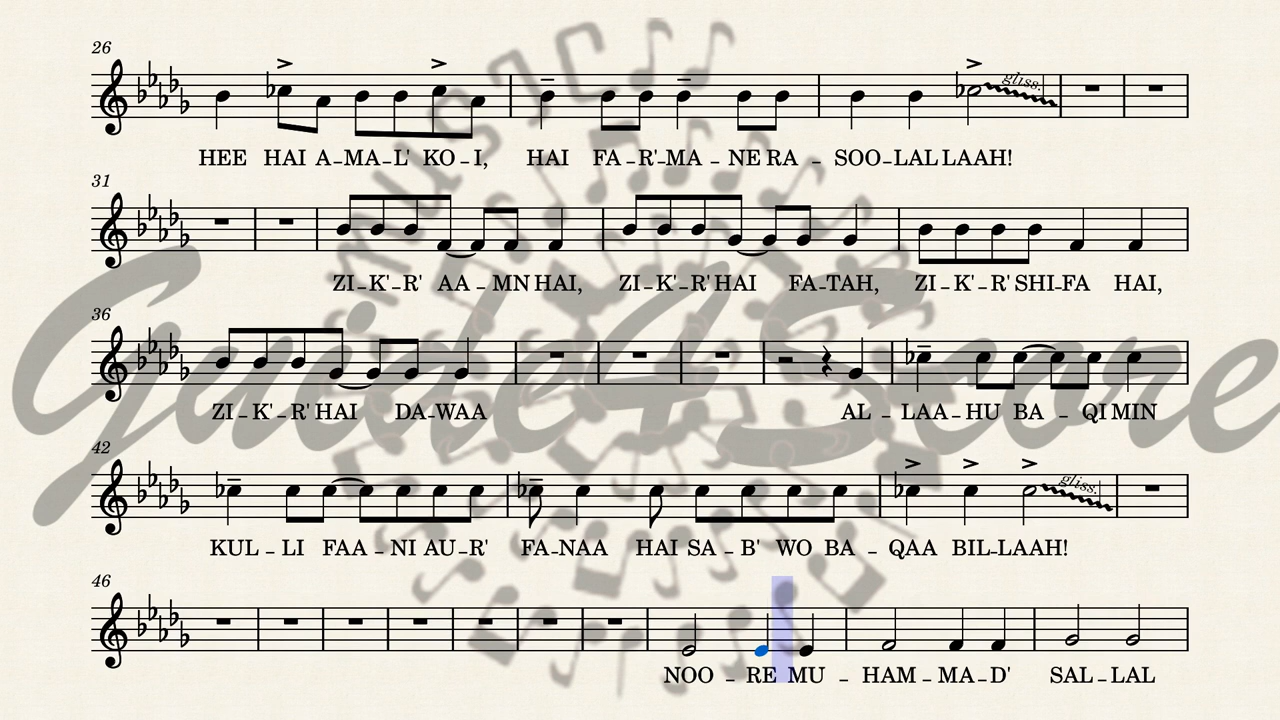 26
gliss.
HEE HAI A–MA–L' KO–I, HAI FA–R'–MA – NE RA – SOO–LAL LAAH!
31
ZI–K'–R' AA – MN HAI, ZI–K'–R' HAI FA–TAH, ZI–K'–R' SHI–FA HAI,
36
ZI–K'–R' HAI DA–WAA AL – LAA–HU BA – QI MIN
42
gliss.
KUL – LI FAA – NI AU–R' FA–NAA HAI SA – B' WO BA – QAA BIL–LAAH!
46
NOO – RE MU – HAM – MA–D' SAL – LAL
music
Guide4Score